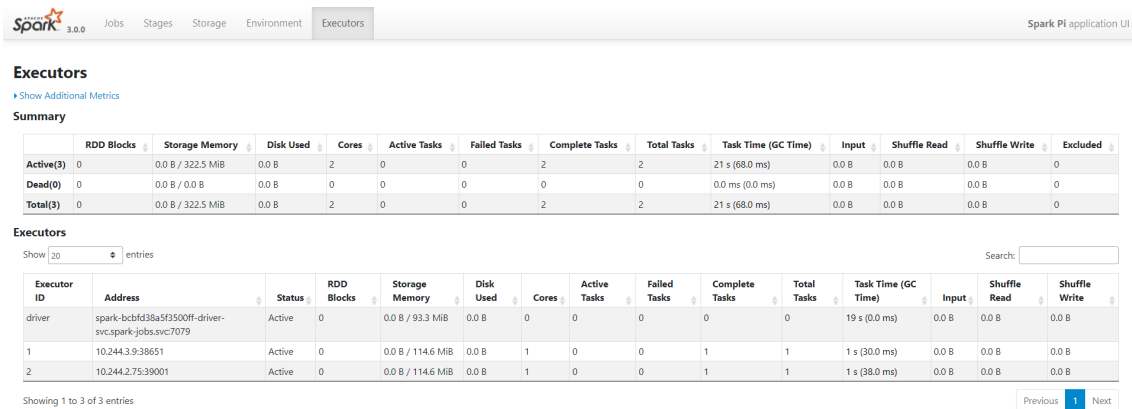 APACHE Spark 3.0.0 Jobs Stages Storage Environment Executors Spark Pi application UI
Executors
Show Additional Metrics
Summary
RDD Blocks Storage Memory Disk Used Cores Active Tasks Failed Tasks Complete Tasks Total Tasks Task Time (GC Time) Input Shuffle Read Shuffle Write Excluded
Active(3) 0 0.0 B / 322.5 MiB 0.0 B 2 0 0 2 2 21 s (68.0 ms) 0.0 B 0.0 B 0.0 B 0
Dead(0) 0 0.0 B / 0.0 B 0.0 B 0 0 0 0 0 0.0 ms (0.0 ms) 0.0 B 0.0 B 0.0 B 0
Total(3) 0 0.0 B / 322.5 MiB 0.0 B 2 0 0 2 2 21 s (68.0 ms) 0.0 B 0.0 B 0.0 B 0
Executors
Show 20 entries Search:
Executor ID Address Status RDD Blocks Storage Memory Disk Used Cores Active Tasks Failed Tasks Complete Tasks Total Tasks Task Time (GC Time) Input Shuffle Read Shuffle Write
driver spark-bcbfd38a5f3500ff-driver-svc.spark-jobs.svc:7079 Active 0 0.0 B / 93.3 MiB 0.0 B 0 0 0 0 0 19 s (0.0 ms) 0.0 B 0.0 B 0.0 B
1 10.244.3.9:38651 Active 0 0.0 B / 114.6 MiB 0.0 B 1 0 0 1 1 1 s (30.0 ms) 0.0 B 0.0 B 0.0 B
2 10.244.2.75:39001 Active 0 0.0 B / 114.6 MiB 0.0 B 1 0 0 1 1 1 s (38.0 ms) 0.0 B 0.0 B 0.0 B
Showing 1 to 3 of 3 entries Previous 1 Next